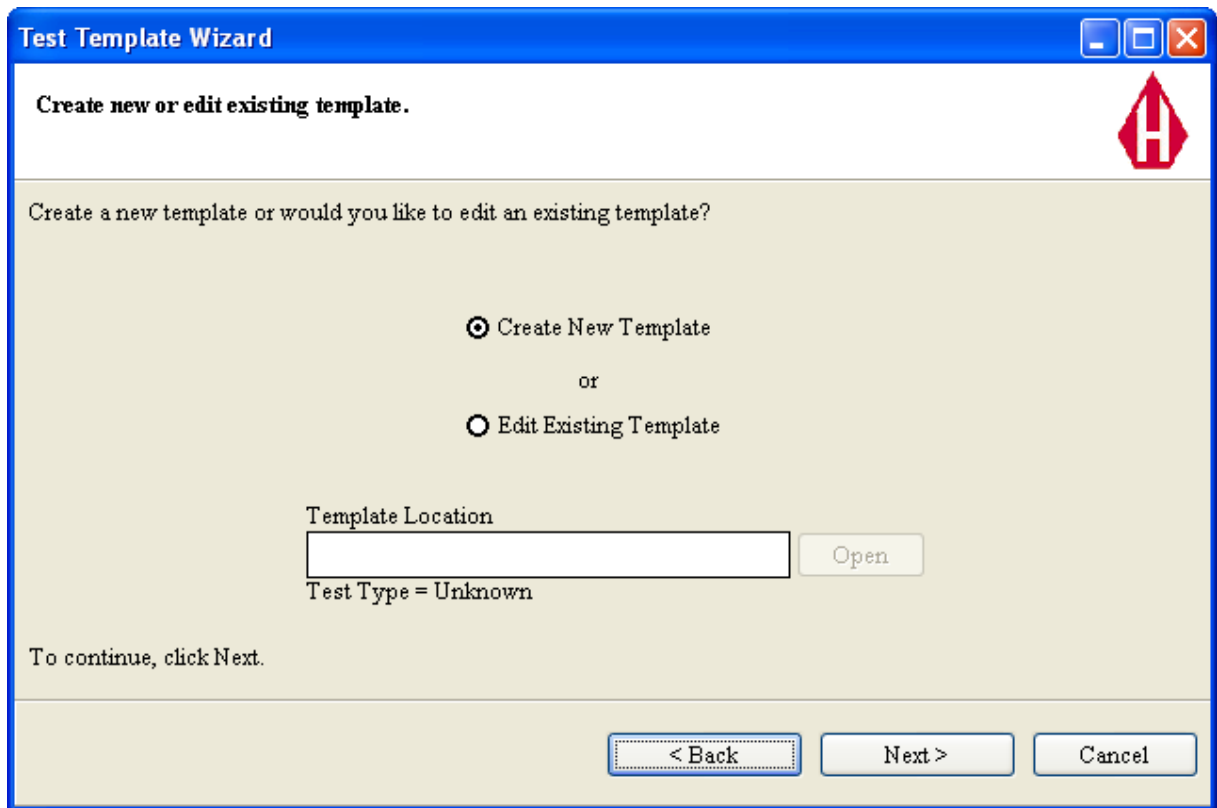 Test Template Wizard
Create new or edit existing template.
H
Create a new template or would you like to edit an existing template?
Create New Template
or
Edit Existing Template
Template Location
Open
Test Type = Unknown
To continue, click Next.
< Back Next > Cancel